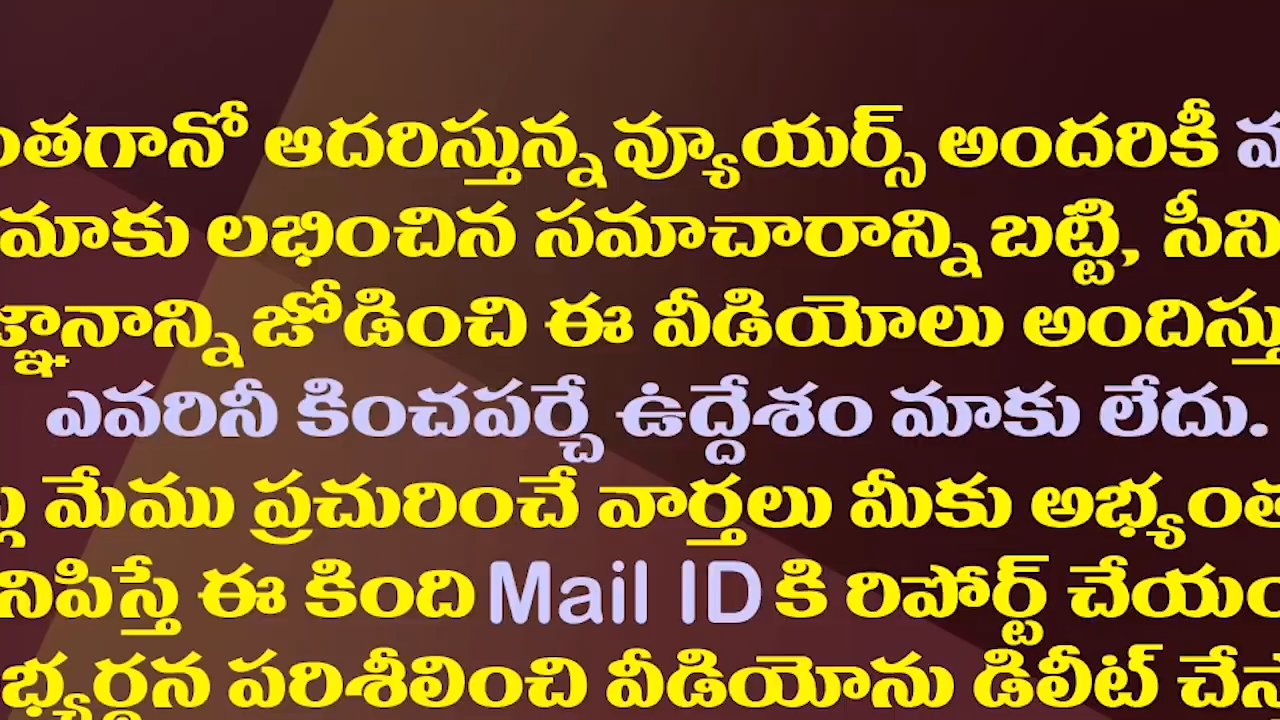 ంతగానో ఆదరిస్తున్న వ్యూయర్స్ అందరికీ
మాకు లభించిన సమాచారాన్ని బట్టి, సీని
జ్ఞానాన్ని జోడించి ఈ వీడియోలు అందిస్తు
ఎవరినీ కించపర్చే ఉద్దేశం మాకు లేదు.
మేము ప్రచురించే వార్తలు మీకు అభ్యంత
నిపిస్తే ఈ కింది Mail ID కి రిపోర్ట్ చేయం
భ్యర్థన పరిశీలించి వీడియోను డిలీట్ చేస